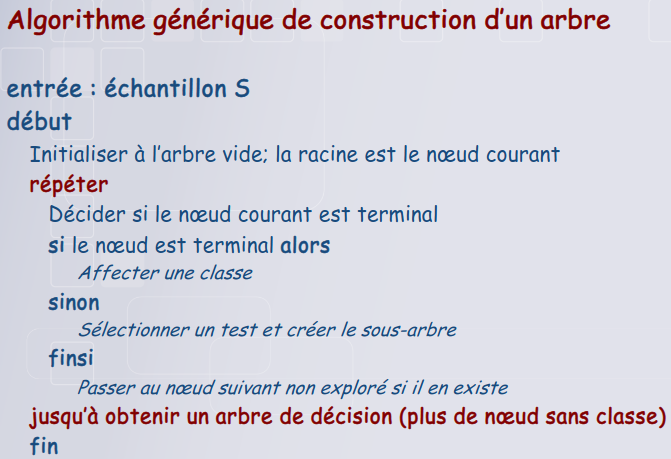 Algorithme générique de construction d'un arbre
entrée : échantillon S
début
Initialiser à l'arbre vide; la racine est le nœud courant
répéter
Décider si le nœud courant est terminal
si le nœud est terminal alors
Affecter une classe
sinon
Sélectionner un test et créer le sous-arbre
finsi
Passer au nœud suivant non exploré si il en existe
jusqu'à obtenir un arbre de décision (plus de nœud sans classe)
fin